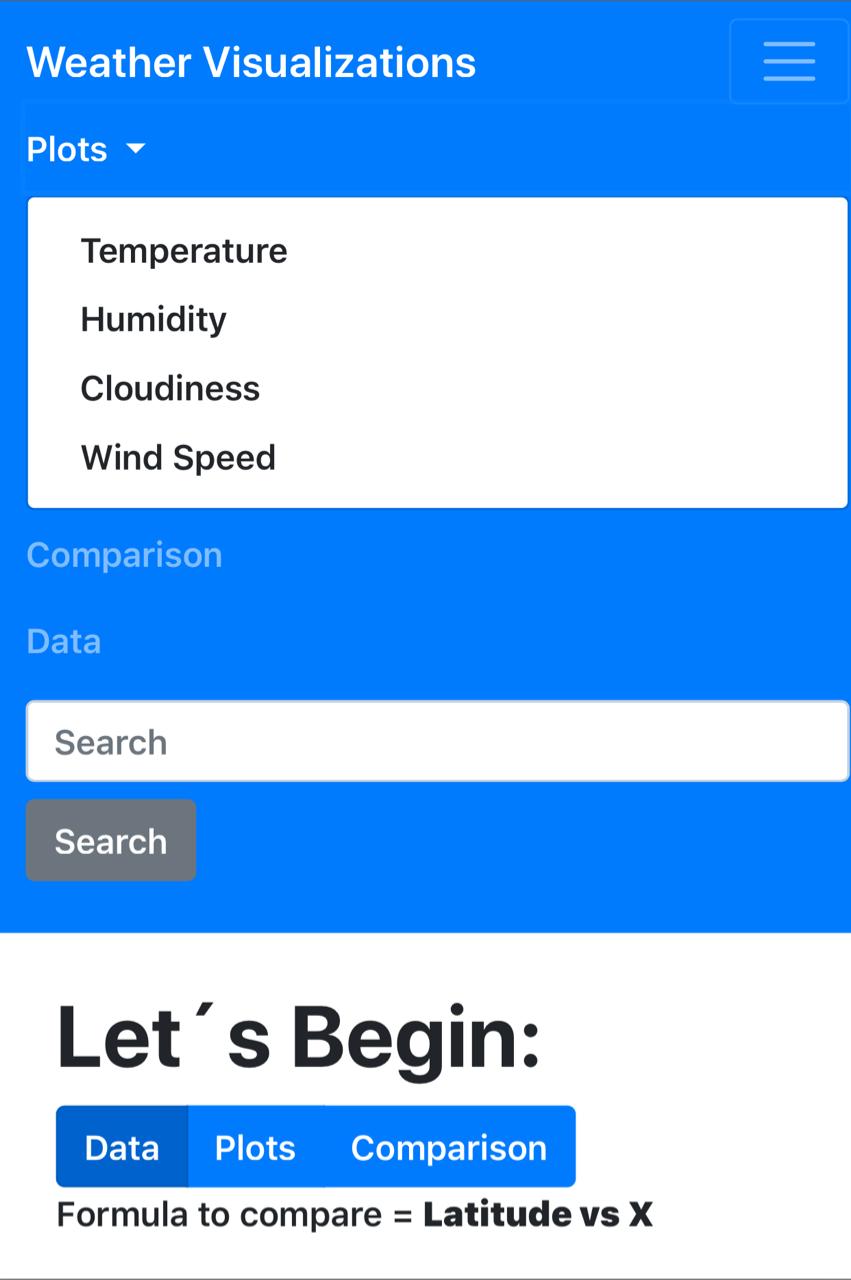 Weather Visualizations
Plots
Temperature
Humidity
Cloudiness
Wind Speed
Comparison
Data
Search
Search
Let´s Begin:
Data Plots Comparison
Formula to compare = Latitude vs X